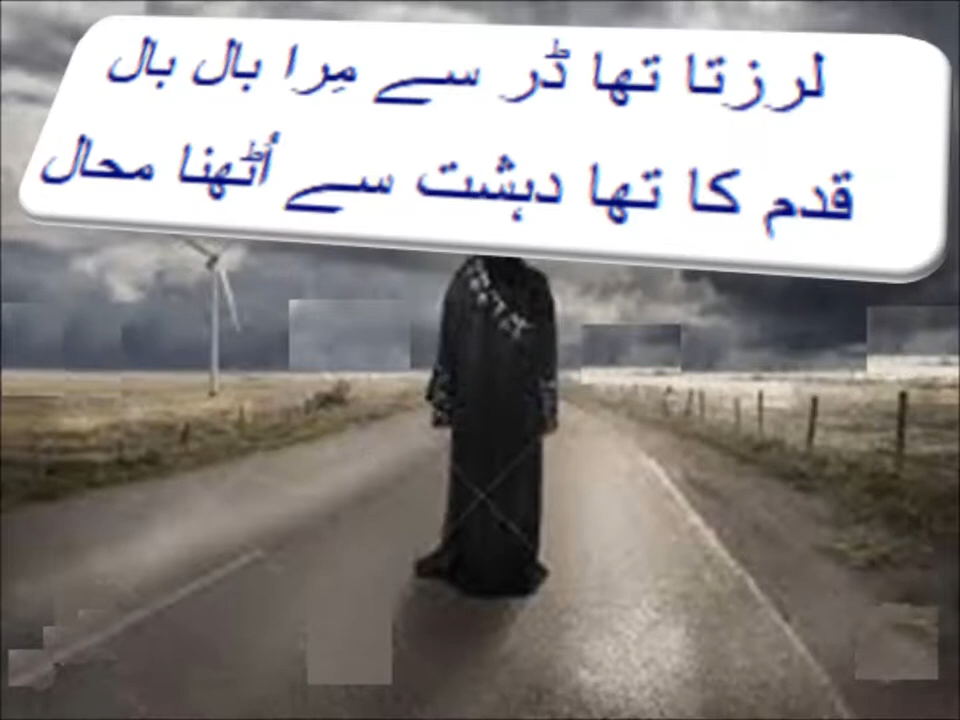 لرزتا تھا ڈر سے مِرا بال بال
قدم کا تھا دہشت سے اُٹھنا محال